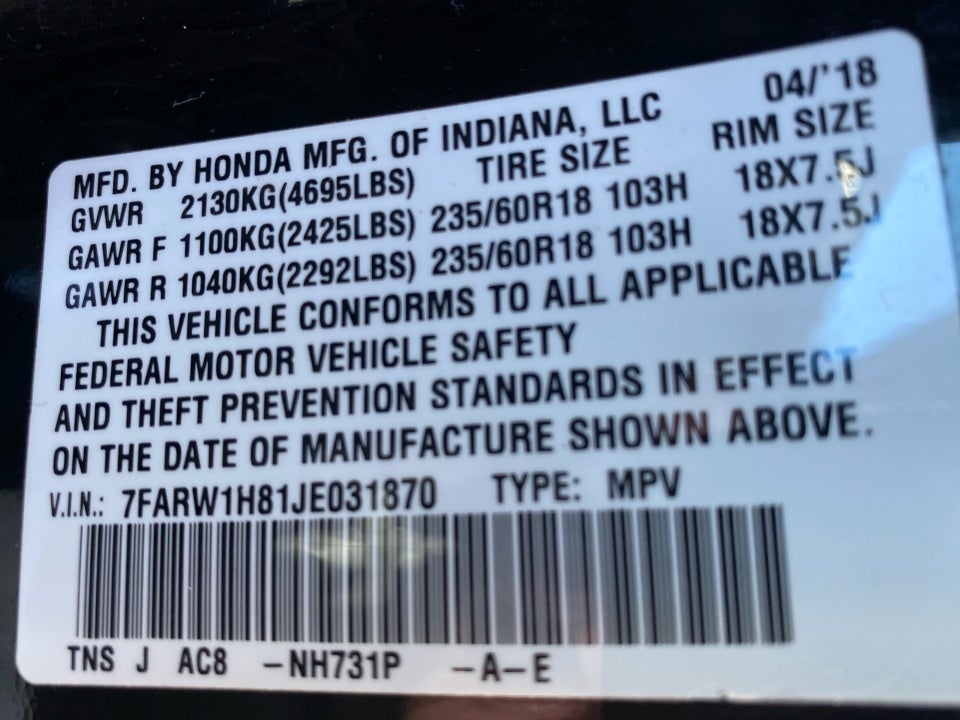 04/'18
MFD. BY HONDA MFG. OF INDIANA, LLC
GVWR 2130KG(4695LBS) TIRE SIZE RIM SIZE
GAWR F 1100KG(2425LBS) 235/60R18 103H 18X7.5J
GAWR R 1040KG(2292LBS) 235/60R18 103H 18X7.5J
THIS VEHICLE CONFORMS TO ALL APPLICABLE
FEDERAL MOTOR VEHICLE SAFETY
AND THEFT PREVENTION STANDARDS IN EFFECT
ON THE DATE OF MANUFACTURE SHOWN ABOVE.
V.I.N.: 7FARW1H81JE031870 TYPE: MPV
TNS J AC8 -NH731P -A-E